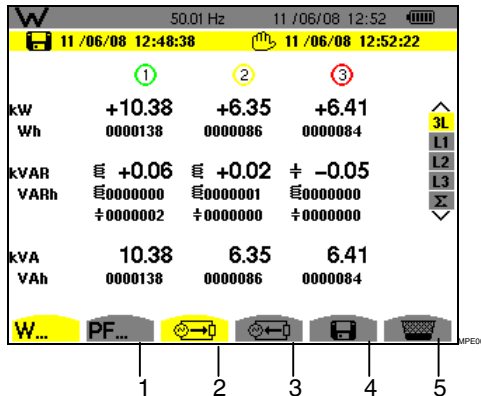 W 50.01 Hz 11 /06/08 12:52
11 /06/08 12:48:38 11 /06/08 12:52:22
1 2 3
kW +10.38 +6.35 +6.41
Wh 0000138 0000086 0000084
kVAR +0.06 +0.02 −0.05
VARh 0000000 0000001 0000000
0000002 0000000 0000000
kVA 10.38 6.35 6.41
VAh 0000138 0000086 0000084
3L
L1
L2
L3
Σ
W... PF...
1 2 3 4 5